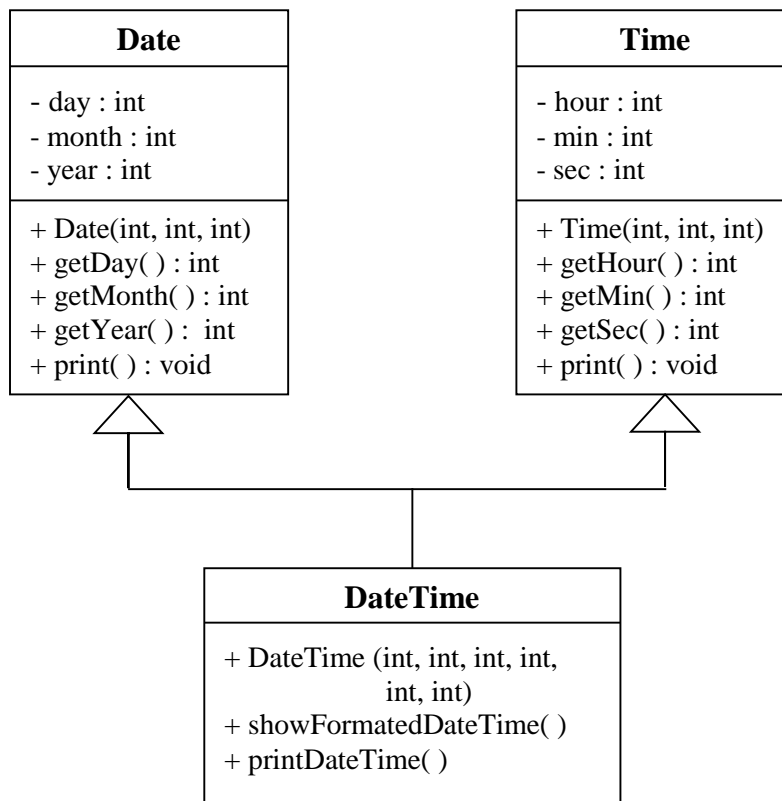 Date
- day : int
- month : int
- year : int
+ Date(int, int, int)
+ getDay( ) : int
+ getMonth( ) : int
+ getYear( ) : int
+ print( ) : void
Time
- hour : int
- min : int
- sec : int
+ Time(int, int, int)
+ getHour( ) : int
+ getMin( ) : int
+ getSec( ) : int
+ print( ) : void
DateTime
+ DateTime (int, int, int, int,
int, int)
+ showFormatedDateTime( )
+ printDateTime( )